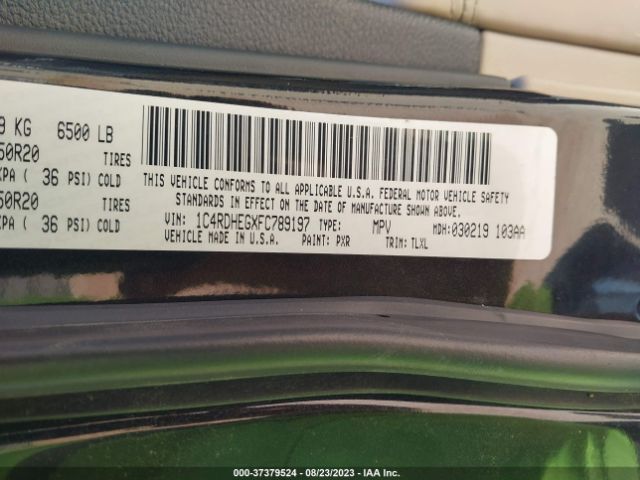 9 KG 6500 LB
50R20 TIRES
KPA ( 36 PSI) COLD
50R20 TIRES
KPA ( 36 PSI) COLD
THIS VEHICLE CONFORMS TO ALL APPLICABLE U.S.A. FEDERAL MOTOR VEHICLE SAFETY
STANDARDS IN EFFECT ON THE DATE OF MANUFACTURE SHOWN ABOVE.
VIN: 1C4RDHEGXFC789197 TYPE: MPV MDH:030219 103AA
VEHICLE MADE IN U.S.A. PAINT: PXR TRIM: TLXL
000-37379524 - 08/23/2023 - IAA Inc.